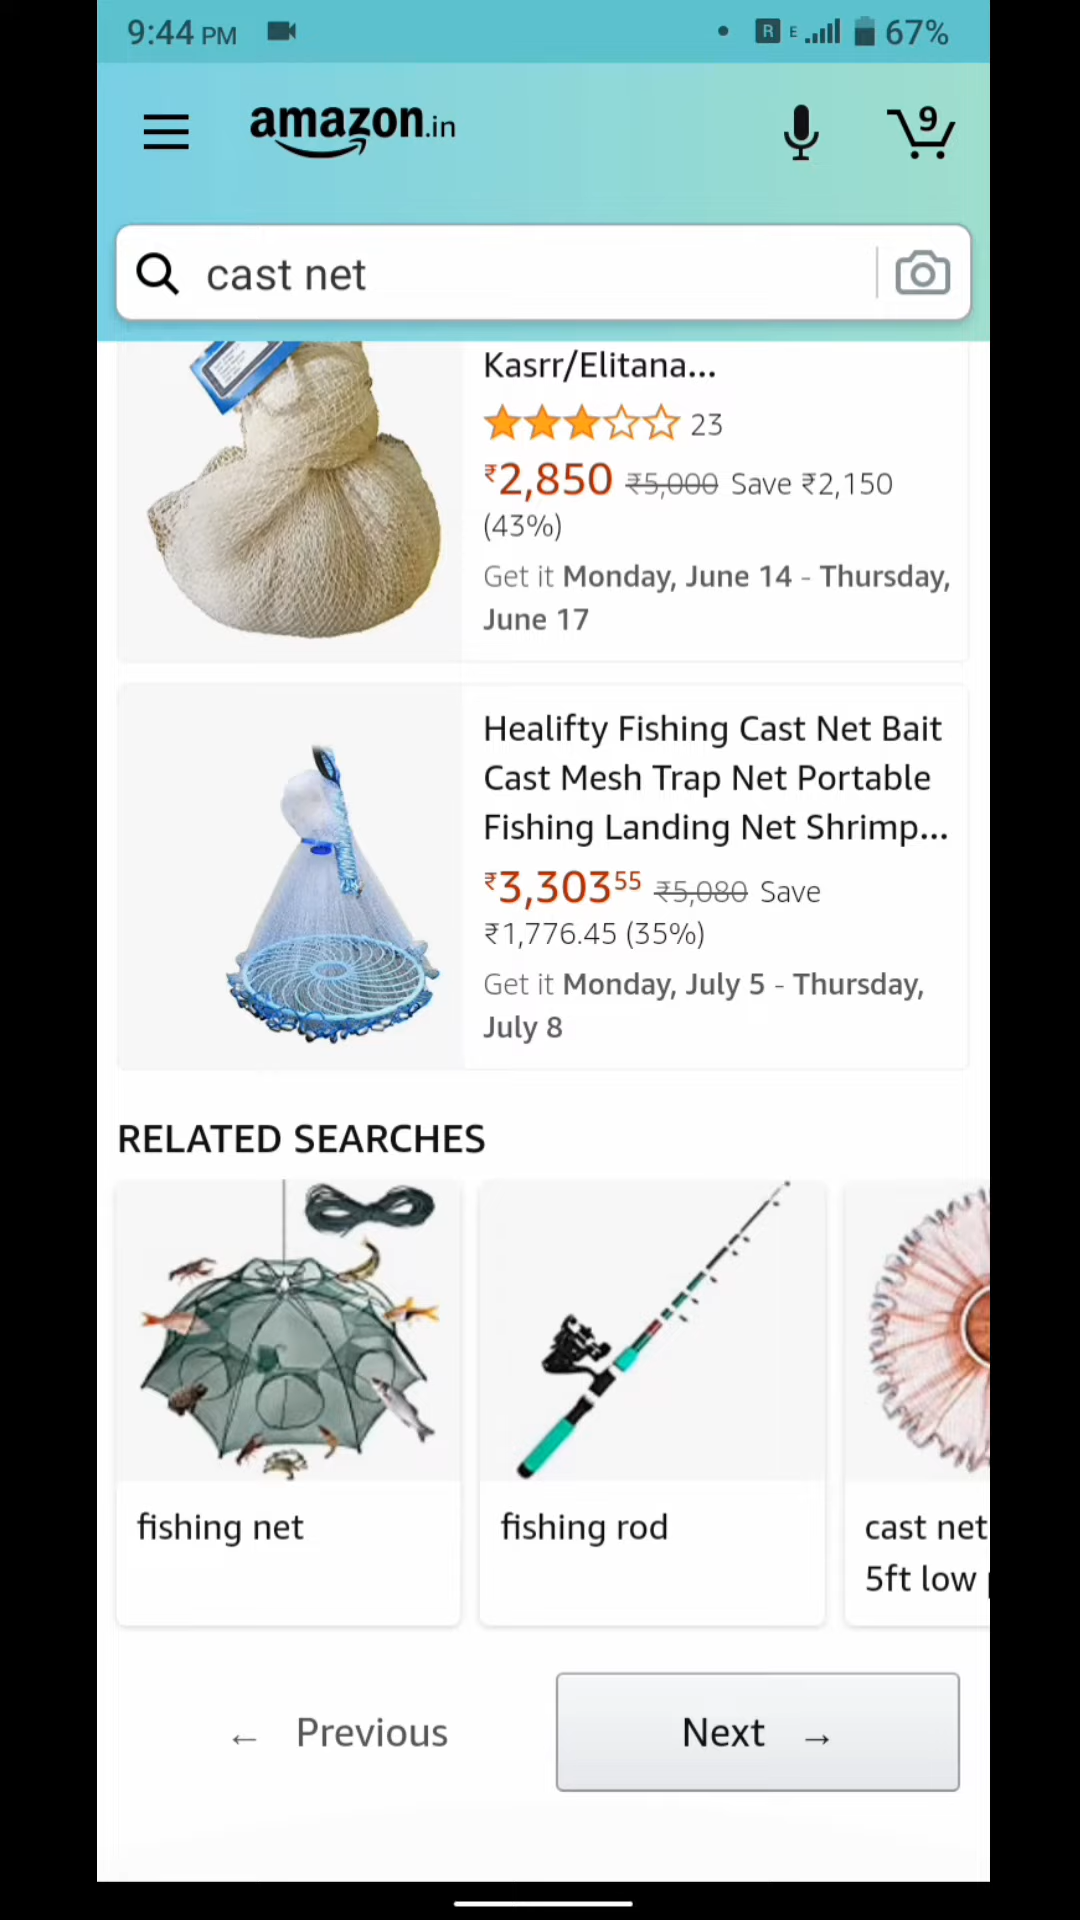 9:44 PM
R E 67%
amazon.in
9
cast net
Kasrr/Elitana...
23
₹2,850 ₹5,000 Save ₹2,150
(43%)
Get it Monday, June 14 - Thursday,
June 17
Healifty Fishing Cast Net Bait
Cast Mesh Trap Net Portable
Fishing Landing Net Shrimp...
₹3,303 55 ₹5,080 Save
₹1,776.45 (35%)
Get it Monday, July 5 - Thursday,
July 8
RELATED SEARCHES
fishing net
fishing rod
cast net
5ft low
← Previous
Next →